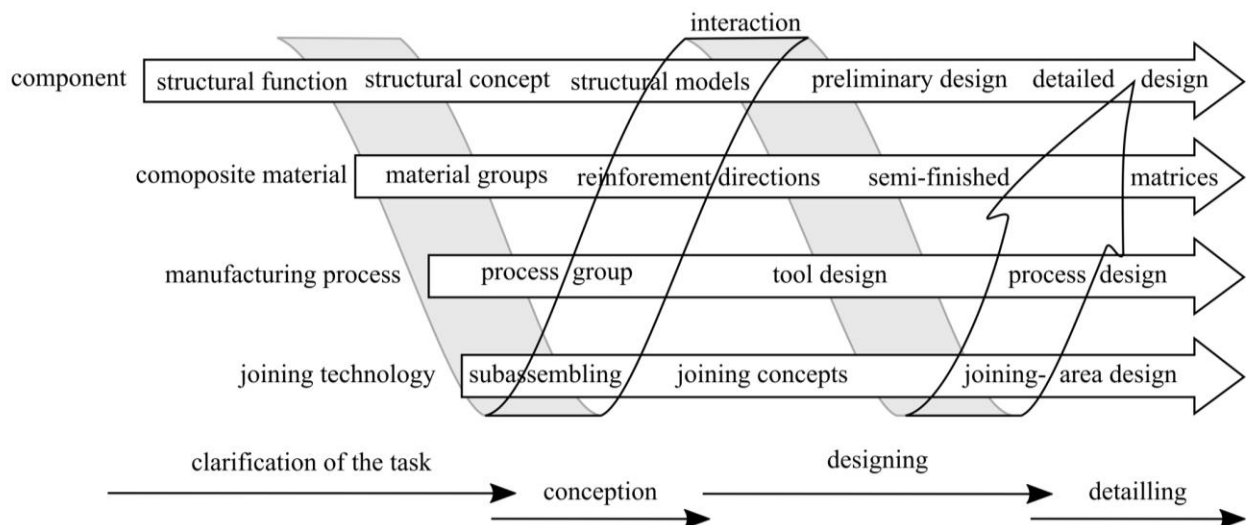 interaction
component structural function structural concept structural models preliminary design detailed design
comoposite material material groups reinforement directions semi-finished matrices
manufacturing process process group tool design process design
joining technology subassembling joining concepts joining- area design
clarification of the task designing
conception detailling